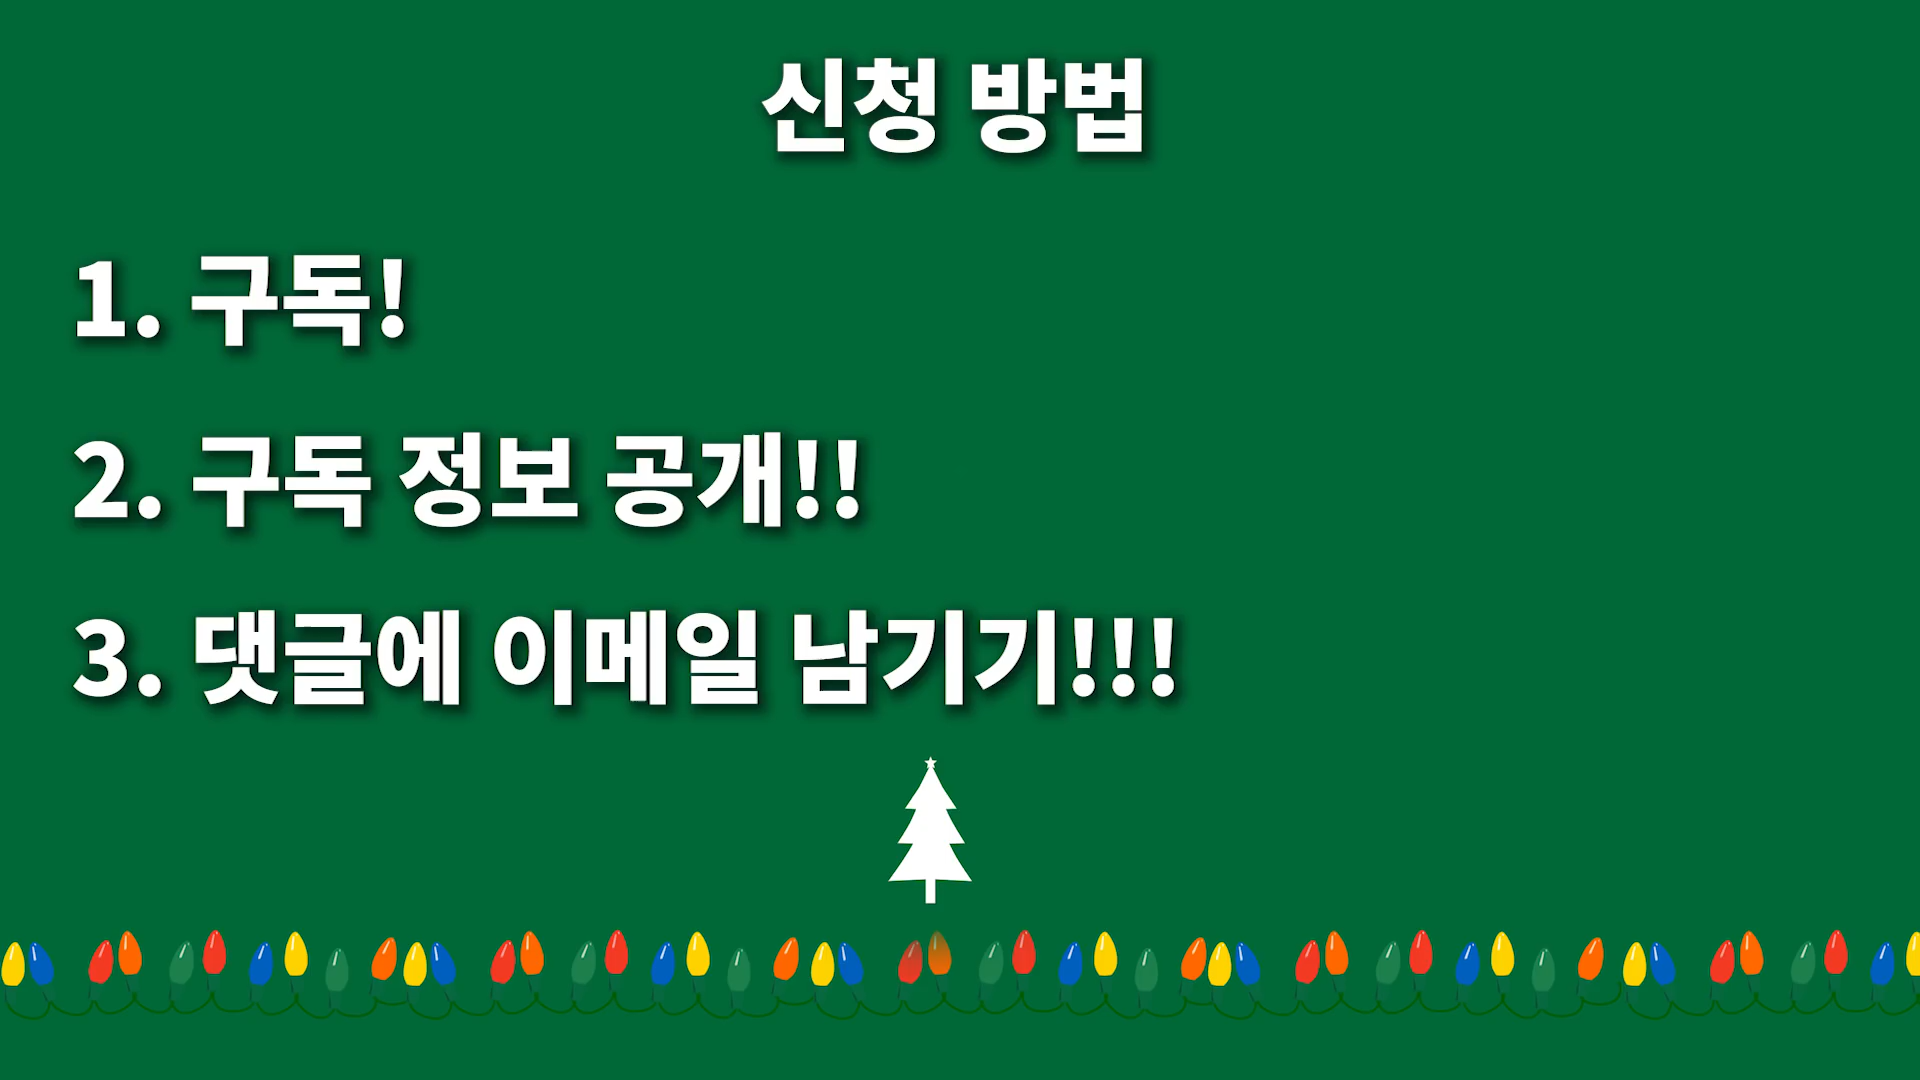 신청 방법
1. 구독!
2. 구독 정보 공개!!
3. 댓글에 이메일 남기기!!!